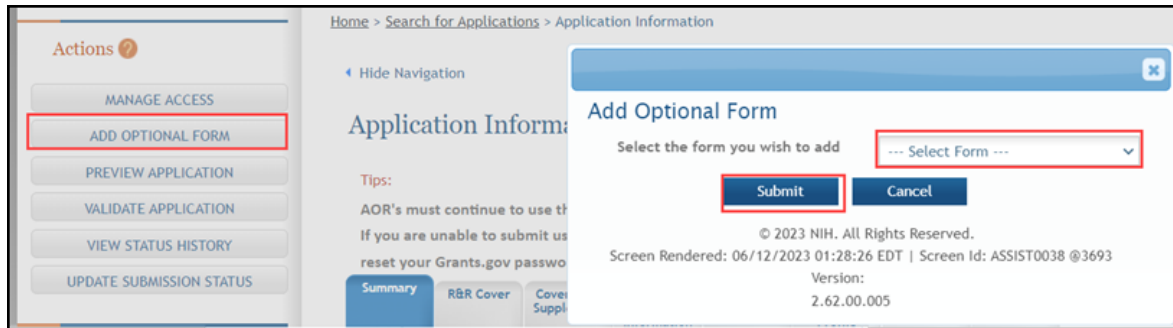 Home > Search for Applications > Application Information
Actions ?
Hide Navigation
MANAGE ACCESS
ADD OPTIONAL FORM
PREVIEW APPLICATION
VALIDATE APPLICATION
VIEW STATUS HISTORY
UPDATE SUBMISSION STATUS
Application Informa
Tips:
AOR's must continue to use th
If you are unable to submit us
reset your Grants.gov passwo
Summary
R&R Cover
Cover
Suppl
Add Optional Form
Select the form you wish to add
--- Select Form ---
Submit
Cancel
© 2023 NIH. All Rights Reserved.
Screen Rendered: 06/12/2023 01:28:26 EDT | Screen Id: ASSIST0038 @3693
Version:
2.62.00.005